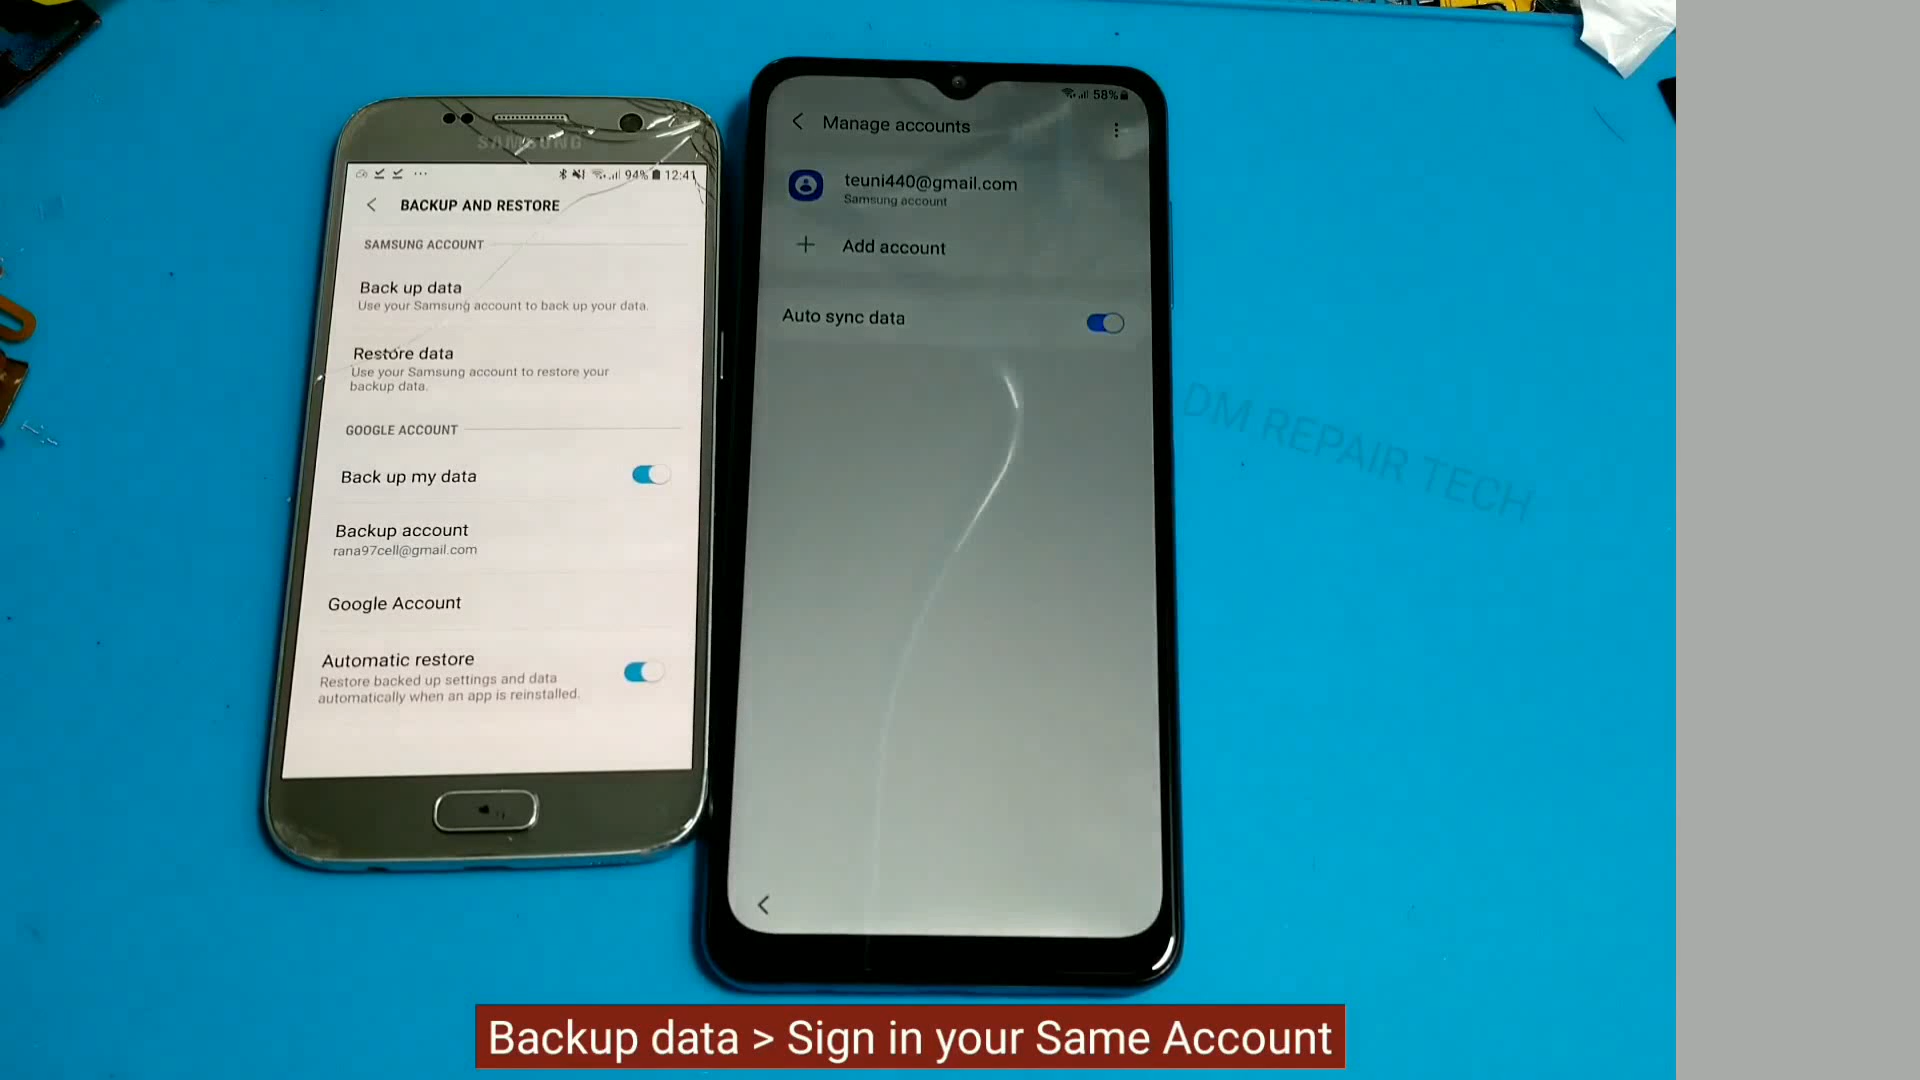 SAMSUNG
94% 12:41
BACKUP AND RESTORE
SAMSUNG ACCOUNT
Back up data
Use your Samsung account to back up your data.
Restore data
Use your Samsung account to restore your
backup data.
GOOGLE ACCOUNT
Back up my data
Backup account
rana97cell@gmail.com
Google Account
Automatic restore
Restore backed up settings and data
automatically when an app is reinstalled.
58%
Manage accounts
teuni440@gmail.com
Samsung account
Add account
Auto sync data
DM REPAIR TECH
Backup data > Sign in your Same Account